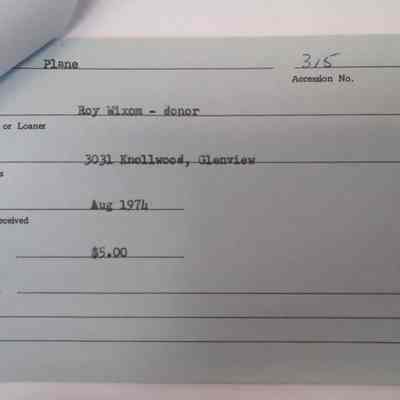 Plane 315
Accession No.
Roy Wixom - donor
or Loaner
3031 Knollwood, Glenview
s
Aug 1974
eceived
$5.00